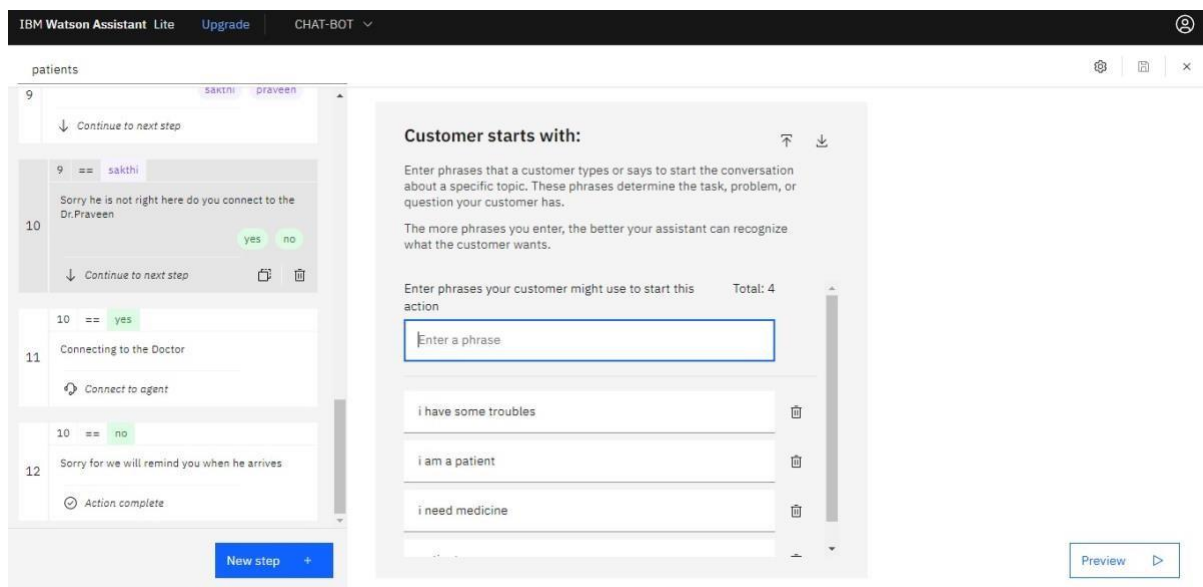 IBM Watson Assistant Lite Upgrade CHAT-BOT
patients
9 sakthi praveen
Continue to next step
9 == sakthi
10
Sorry he is not right here do you connect to the
Dr.Praveen
yes no
Continue to next step
10 == yes
11
Connecting to the Doctor
Connect to agent
10 == no
12
Sorry for we will remind you when he arrives
Action complete
New step +
Customer starts with:
Enter phrases that a customer types or says to start the conversation
about a specific topic. These phrases determine the task, problem, or
question your customer has.
The more phrases you enter, the better your assistant can recognize
what the customer wants.
Enter phrases your customer might use to start this Total: 4
action
Enter a phrase
i have some troubles
i am a patient
i need medicine
Preview